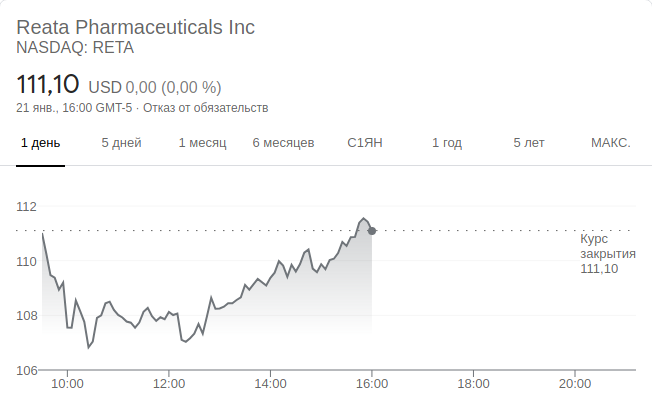 Reata Pharmaceuticals Inc
NASDAQ: RETA
111,10 USD 0,00 (0,00 %)
21 янв., 16:00 GMT-5 · Отказ от обязательств
1 день 5 дней 1 месяц 6 месяцев С1ЯН 1 год 5 лет МАКС.
112
110
108
106
Курс
закрытия
111,10
10:00 12:00 14:00 16:00 18:00 20:00